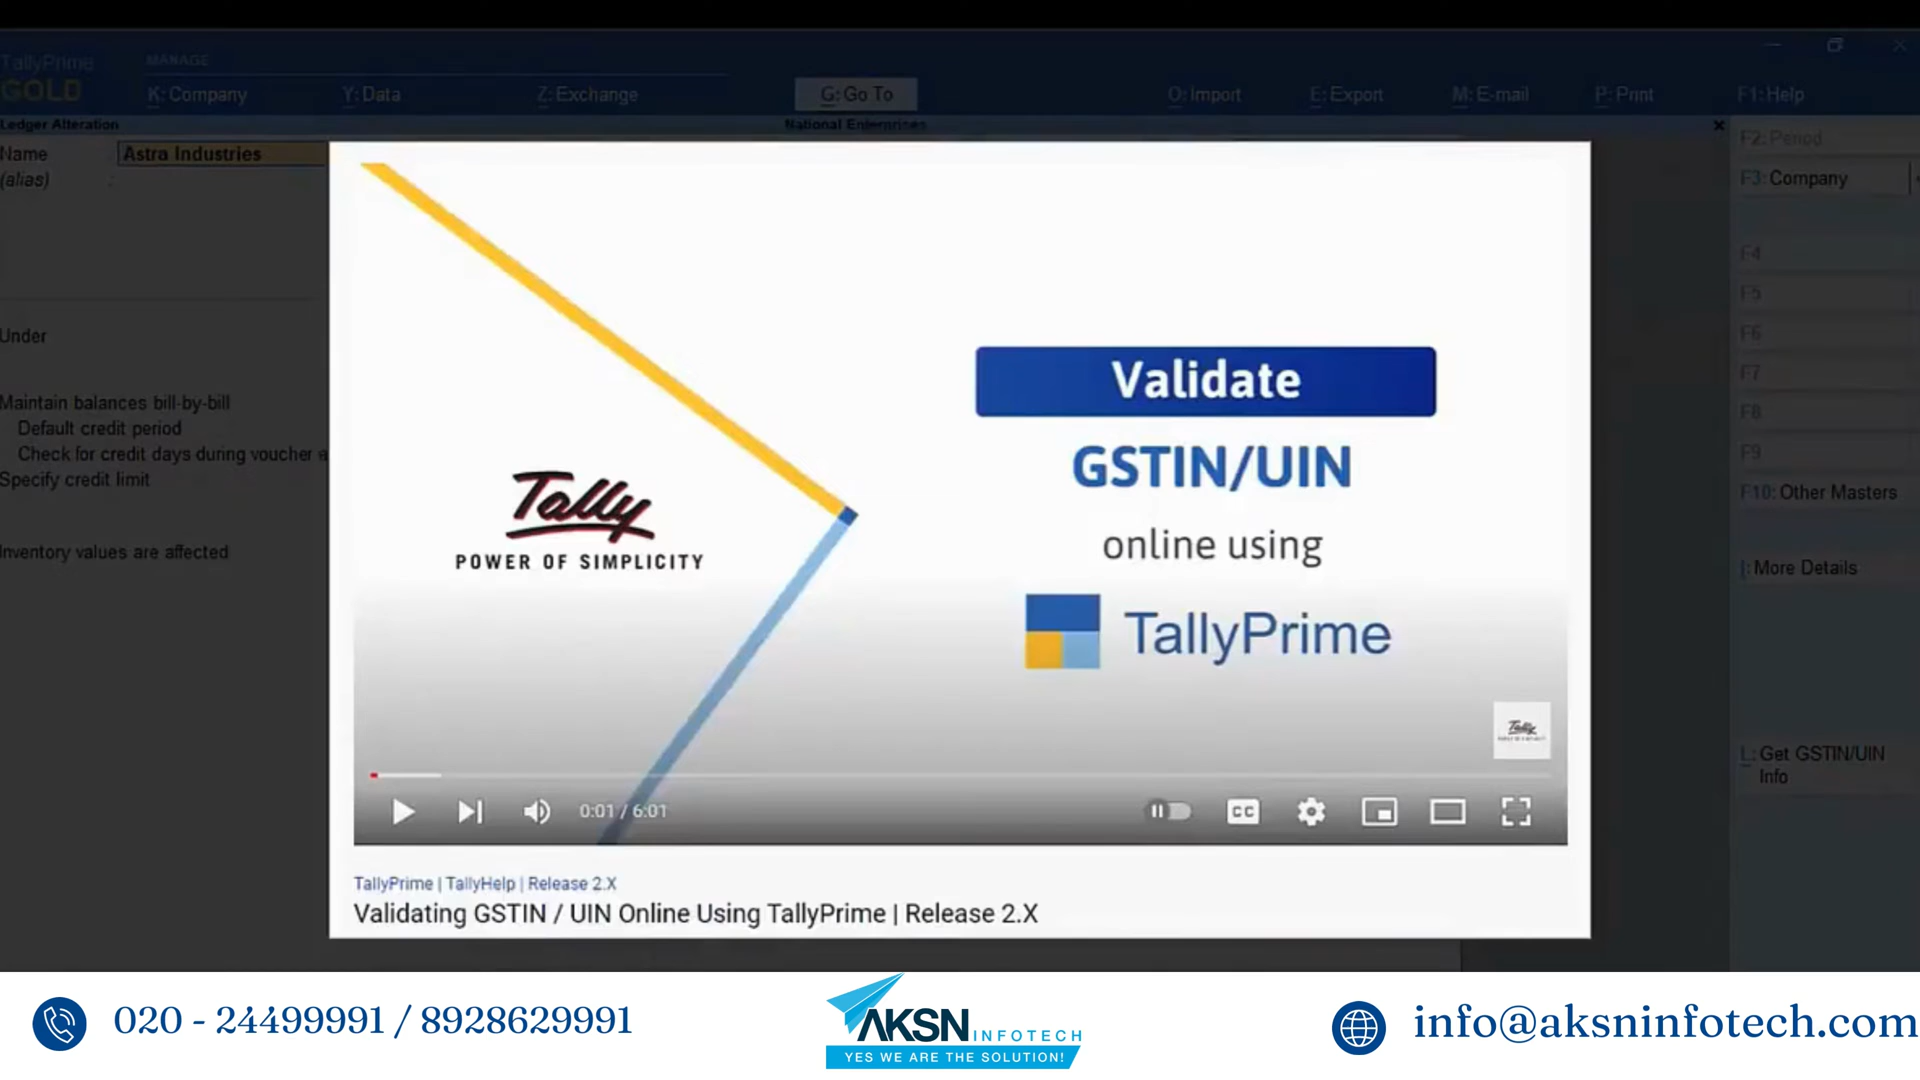 TallyPrime
GOLD
MANAGE
K: Company
Y: Data
Z: Exchange
G: Go To
O: Import
E: Export
M: E-mail
P: Print
F1: Help
Ledger Alteration
National Enterprises
Name : Astra Industries
(alias) :
Under
Maintain balances bill-by-bill
Default credit period
Check for credit days during voucher
Specify credit limit
Inventory values are affected
F2: Period
F3: Company
F4
F5
F6
F7
F8
F9
F10: Other Masters
I: More Details
L: Get GSTIN/UIN
Info
Tally
POWER OF SIMPLICITY
Validate
GSTIN/UIN
online using
TallyPrime
Tally
0:01 / 6:01
CC
TallyPrime | TallyHelp | Release 2.X
Validating GSTIN / UIN Online Using TallyPrime | Release 2.X
020 - 24499991 / 8928629991
AKSN INFOTECH
YES WE ARE THE SOLUTION!
info@aksninfotech.com